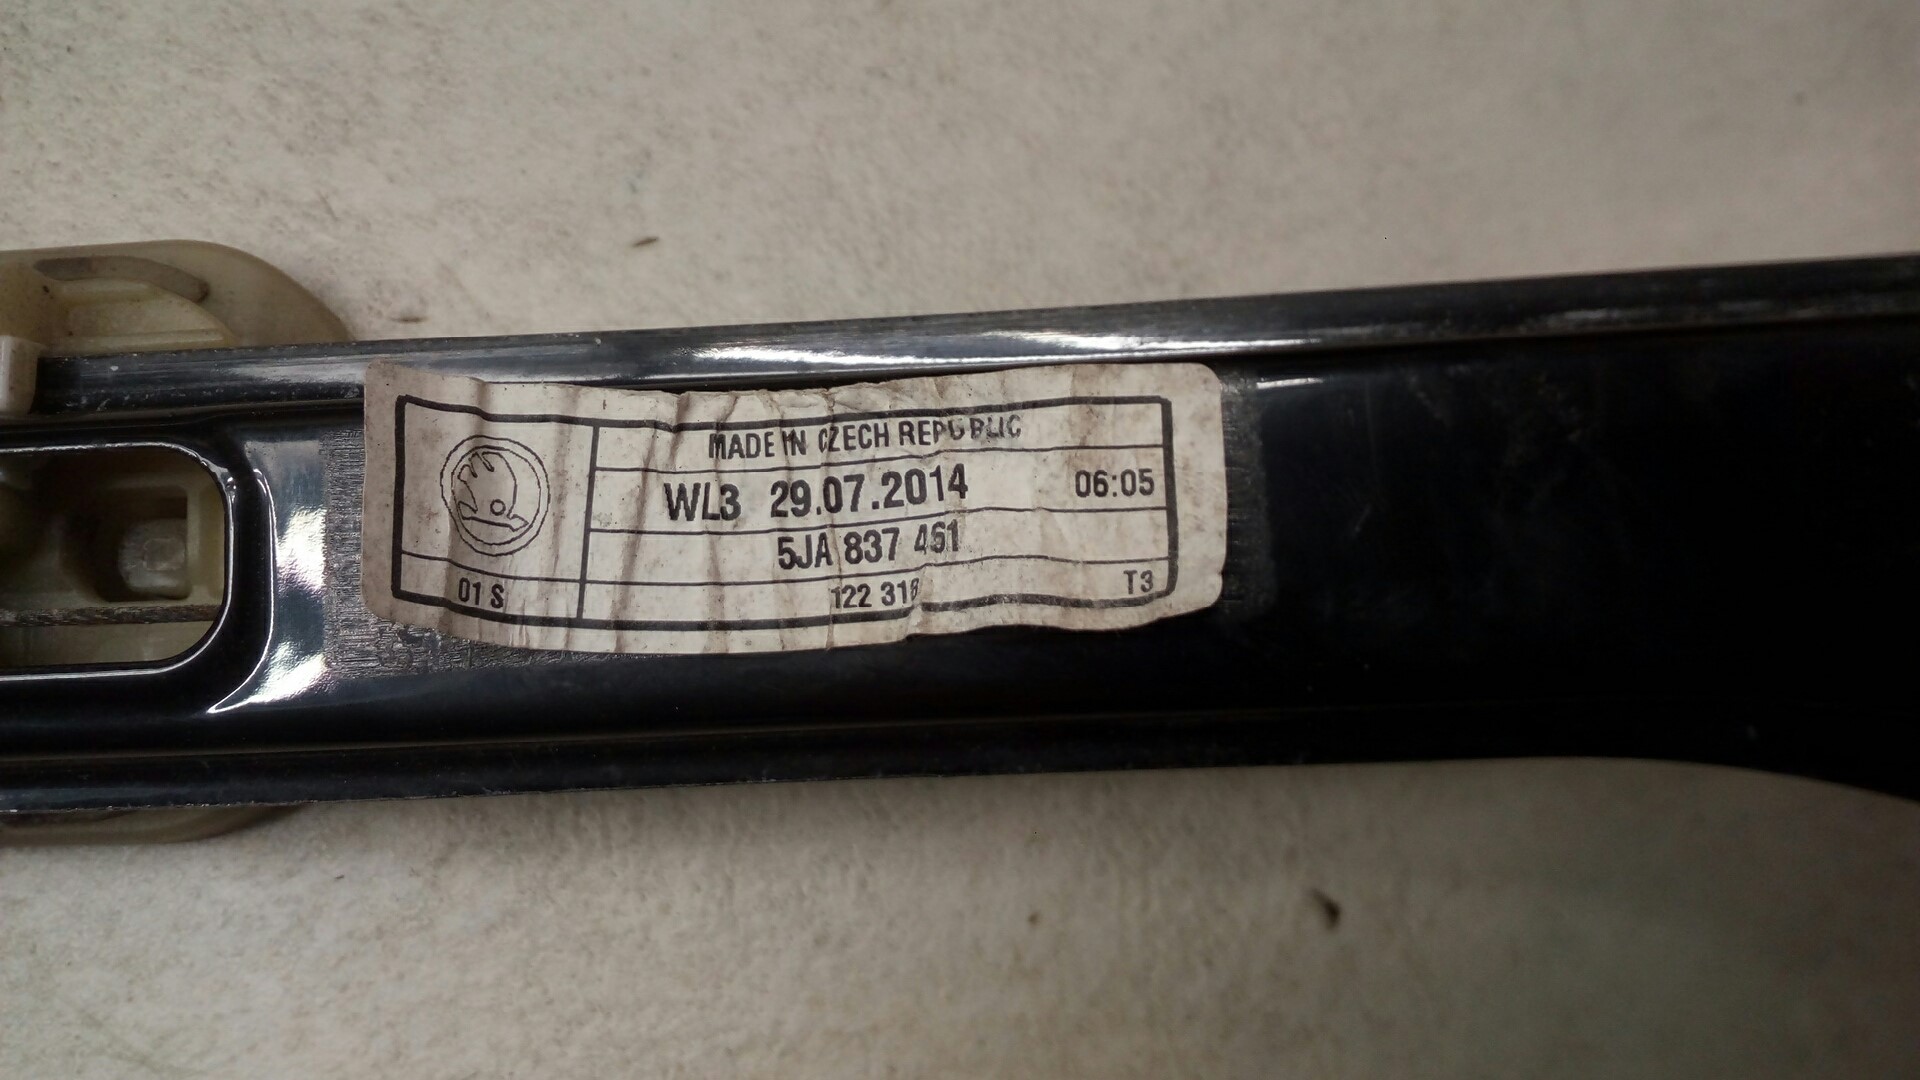 MADE IN CZECH REPUBLIC
WL3 29.07.2014 06:05
5JA 837 461
01 S 122 318 T3